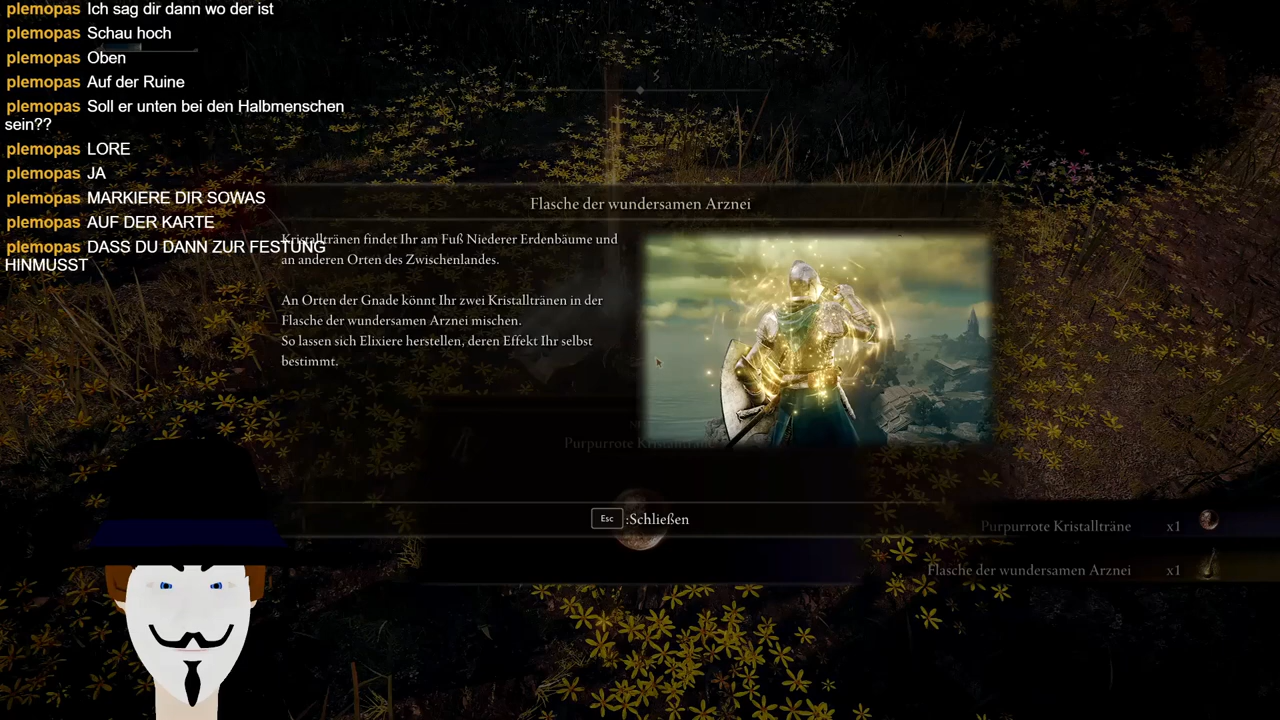 plemopas Ich sag dir dann wo der ist
plemopas Schau hoch
plemopas Oben
plemopas Auf der Ruine
plemopas Soll er unten bei den Halbmenschen
sein??
plemopas LORE
plemopas JA
plemopas MARKIERE DIR SOWAS
plemopas AUF DER KARTE
plemopas DASS DU DANN ZUR FESTUNG
HINMUSST
Flasche der wundersamen Arznei
Kristalltränen findet Ihr am Fuß Niederer Erdenbäume und
an anderen Orten des Zwischenlandes.
An Orten der Gnade könnt Ihr zwei Kristalltränen in der
Flasche der wundersamen Arznei mischen.
So lassen sich Elixiere herstellen, deren Effekt Ihr selbst
bestimmt.
Purpurrote Kristallträne
Esc :Schließen
Purpurrote Kristallträne x1
Flasche der wundersamen Arznei x1